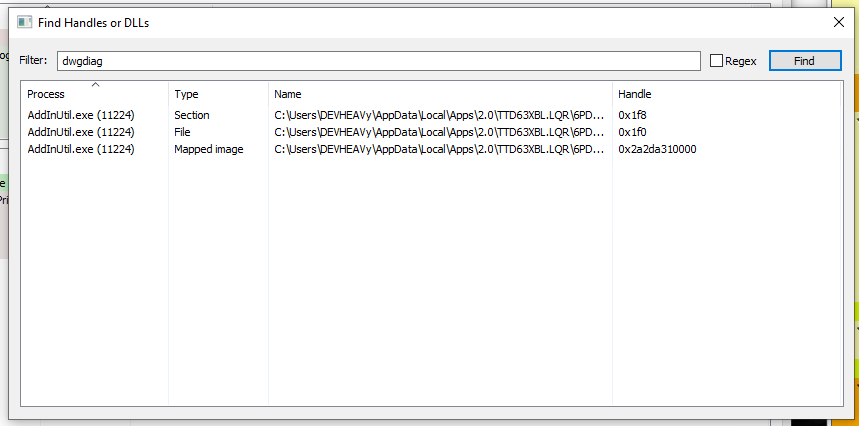 Find Handles or DLLs
Filter: dwgdiag Regex Find
Process Type Name Handle
AddInUtil.exe (11224) Section C:\Users\DEVHEAVy\AppData\Local\Apps\2.0\TTD63XBL.LQR\6PD... 0x1f8
AddInUtil.exe (11224) File C:\Users\DEVHEAVy\AppData\Local\Apps\2.0\TTD63XBL.LQR\6PD... 0x1f0
AddInUtil.exe (11224) Mapped image C:\Users\DEVHEAVy\AppData\Local\Apps\2.0\TTD63XBL.LQR\6PD... 0x2a2da310000